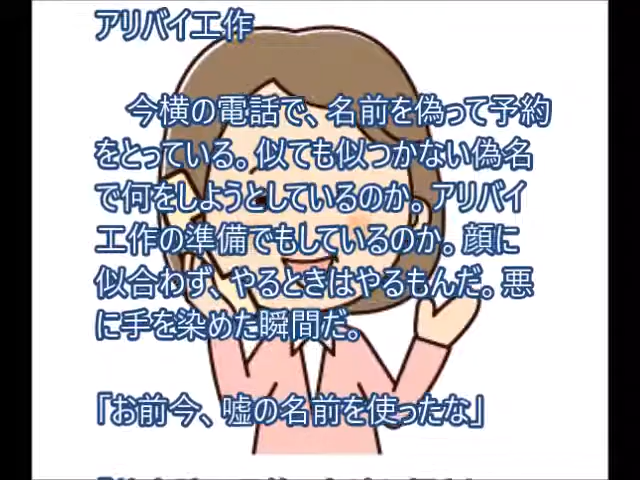 アリバイ工作
今横の電話で、名前を偽って予約
をとっている。似ても似つかない偽名
で何をしようとしているのか。アリバイ
工作の準備でもしているのか。顔に
似合わず、やるときはやるもんだ。悪
に手を染めた瞬間だ。
「お前今、嘘の名前を使ったな」